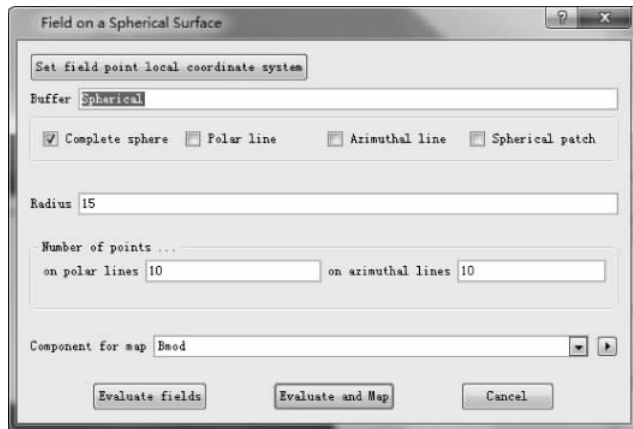 Field on a Spherical Surface
Set field point local coordinate system
Buffer Spherical
Complete sphere Polar line Azimuthal line Spherical patch
Radius 15
Number of points ...
on polar lines 10 on azimuthal lines 10
Component for map Bmod
Evaluate fields Evaluate and Map Cancel